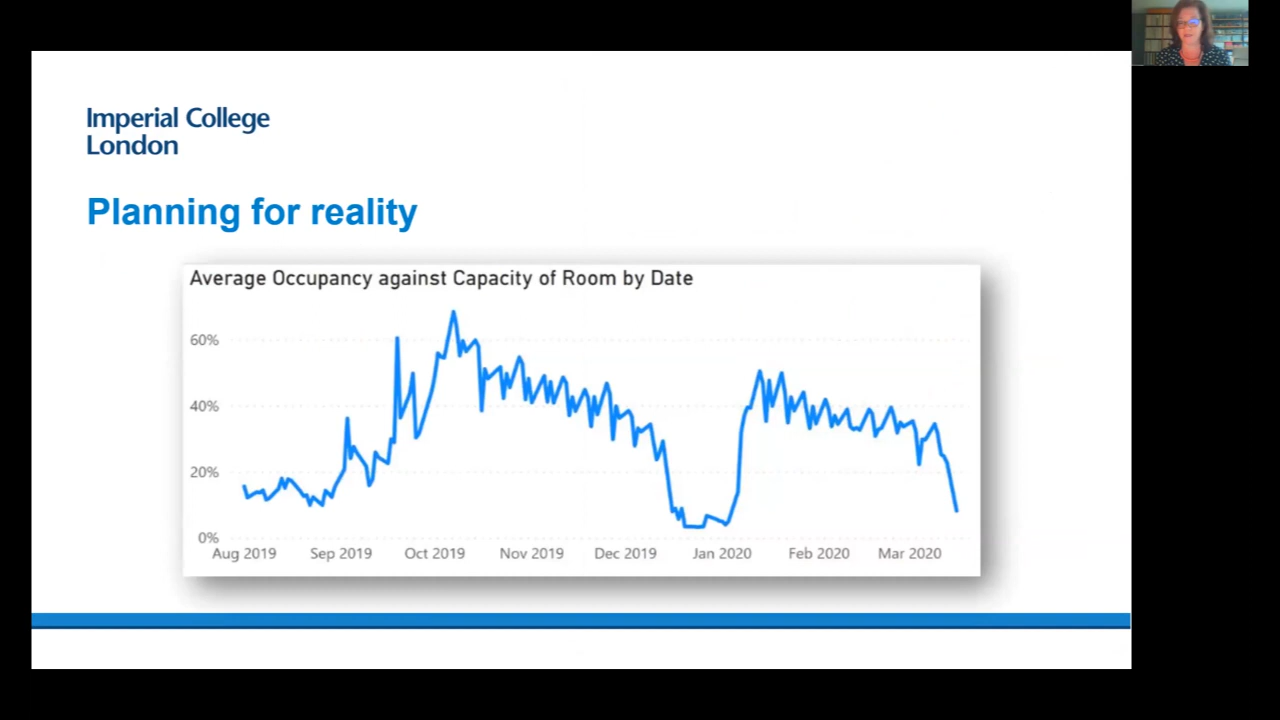 Imperial College
London
Planning for reality
Average Occupancy against Capacity of Room by Date
60%
40%
20%
0%
Aug 2019 Sep 2019 Oct 2019 Nov 2019 Dec 2019 Jan 2020 Feb 2020 Mar 2020